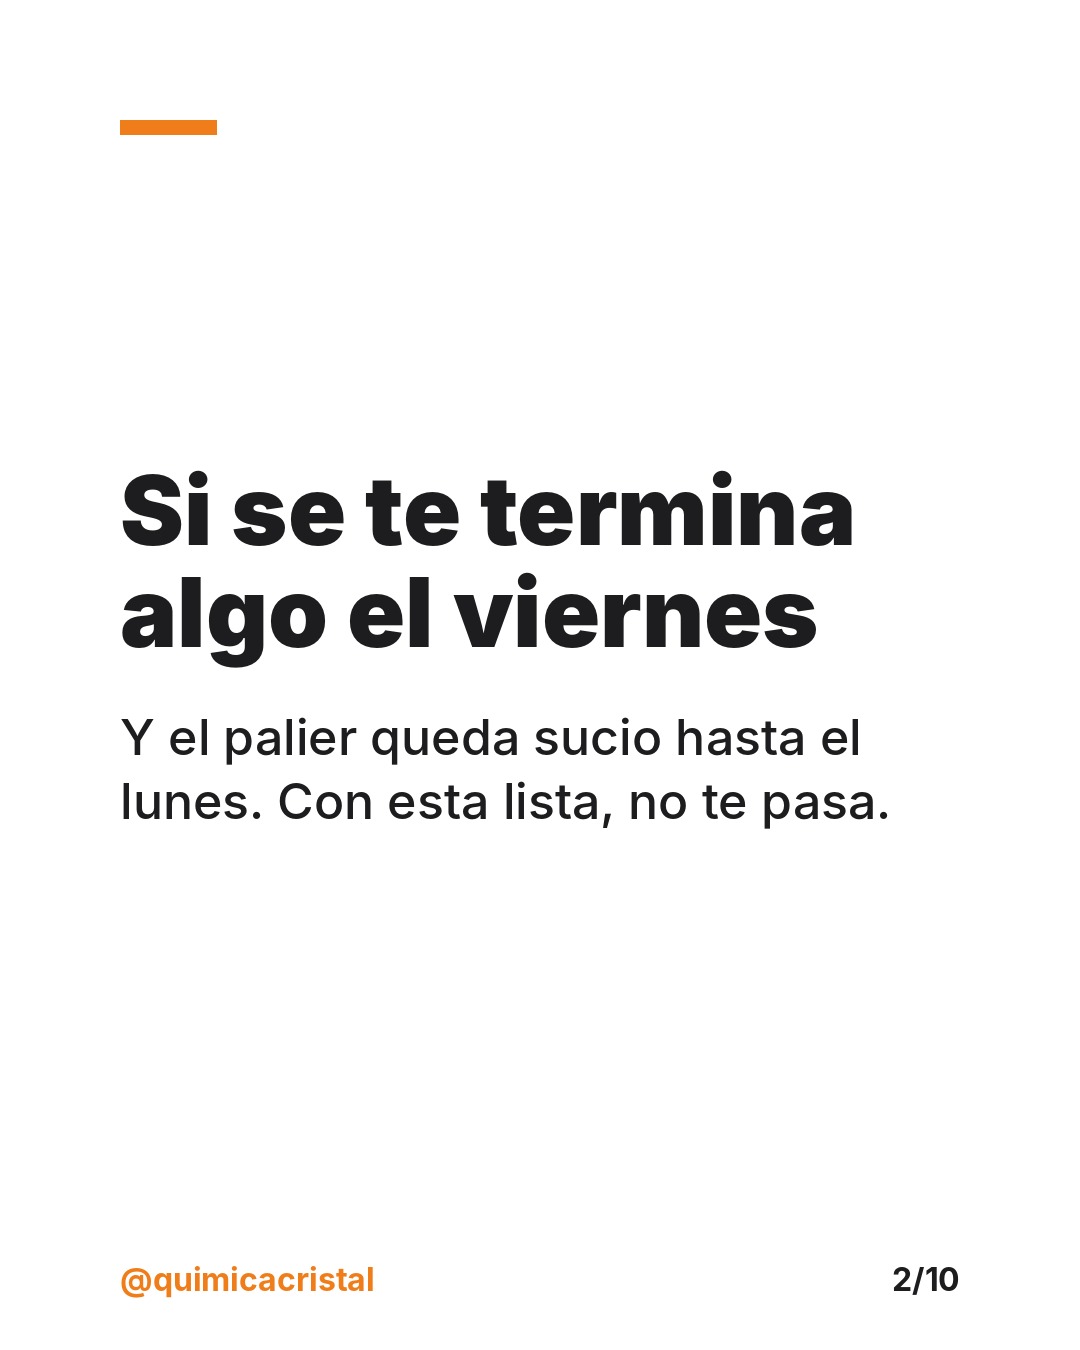 Si se te termina
algo el viernes
Y el palier queda sucio hasta el
lunes. Con esta lista, no te pasa.
@quimicacristal
2/10